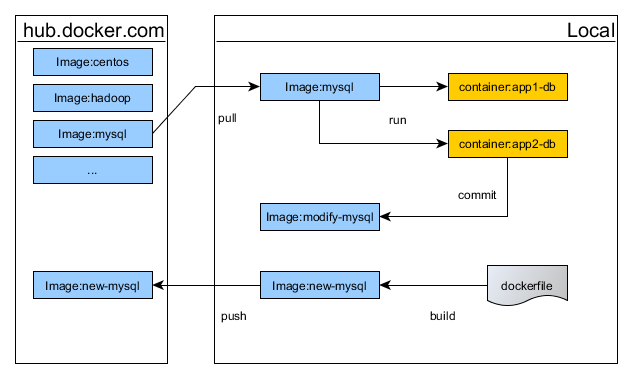 hub.docker.com
Image:centos
Image:hadoop
Image:mysql
...
Image:new-mysql
Local
Image:mysql
container:app1-db
pull
run
container:app2-db
commit
Image:modify-mysql
Image:new-mysql
dockerfile
push
build